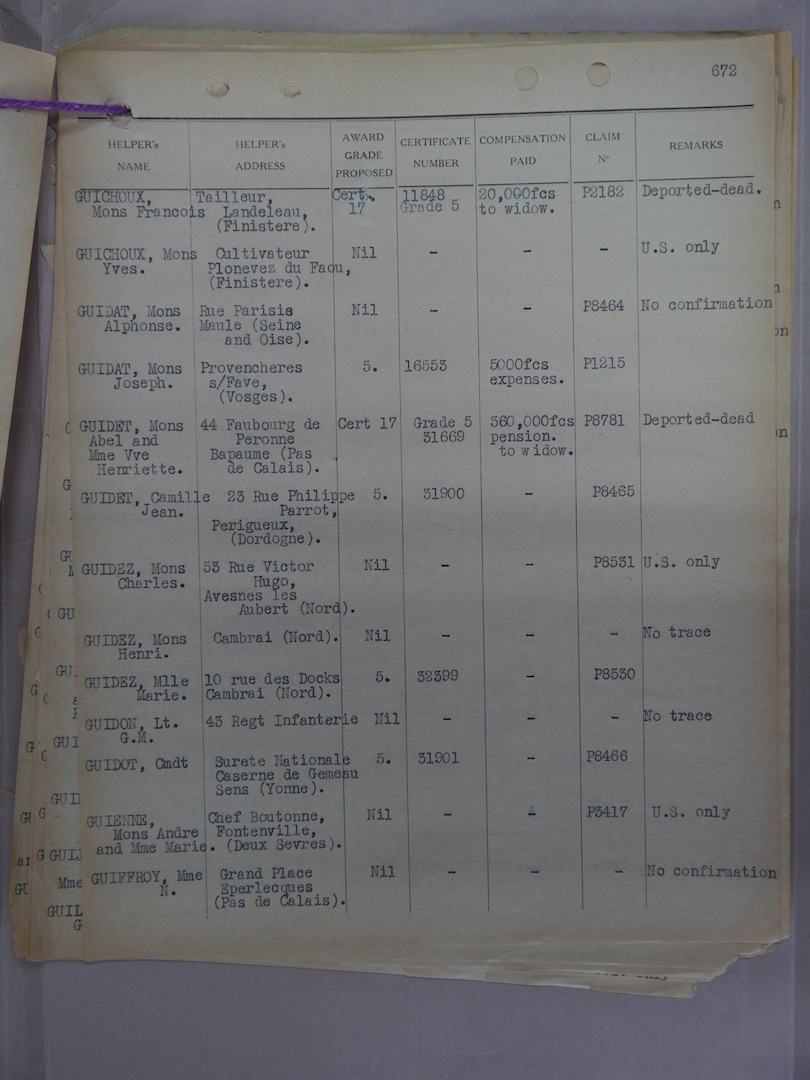 672
HELPER's NAME HELPER's ADDRESS AWARD GRADE PROPOSED CERTIFICATE NUMBER COMPENSATION PAID CLAIM Nº REMARKS
GUICHOUX, Tailleur, Cert. 11848 20,000fcs P2182 Deported-dead.
Mons Francois Landeleau, 17 Grade 5 to widow.
(Finistere).
GUICHOUX, Mons Cultivateur Nil - - - U.S. only
Yves. Plonevez du Faou,
(Finistere).
GUIDAT, Mons Rue Parisis Nil - - P8464 No confirmation
Alphonse. Maule (Seine
and Oise).
GUIDAT, Mons Provencheres 5. 16553 5000fcs P1215
Joseph. s/Fave, expenses.
(Vosges).
GUIDET, Mons 44 Faubourg de Cert 17 Grade 5 360,000fcs P8781 Deported-dead
Abel and Peronne 31669 pension.
Mme Vve Bapaume (Pas to widow.
Henriette. de Calais).
GUIDET, Camille 23 Rue Philippe 5. 31900 - P8465
Jean. Parrot,
Perigueux,
(Dordogne).
GUIDEZ, Mons 53 Rue Victor Nil - - P8531 U.S. only
Charles. Hugo,
Avesnes les
Aubert (Nord).
GUIDEZ, Mons Cambrai (Nord). Nil - - - No trace
Henri.
GUIDEZ, Mlle 10 rue des Docks 5. 32399 - P8530
Marie. Cambrai (Nord).
GUIDON, Lt. 43 Regt Infanterie Nil - - - No trace
G.M.
GUIDOT, Cmdt Surete Nationale 5. 31901 - P8466
Caserne de Gemeau
Sens (Yonne).
GUIENNE, Chef Boutonne, Nil - - P3417 U.S. only
Mons Andre Fontenville,
and Mme Marie. (Deux Sevres).
GUIFFROY, Mme Grand Place Nil - - - No confirmation
N. Eperlecques
(Pas de Calais).